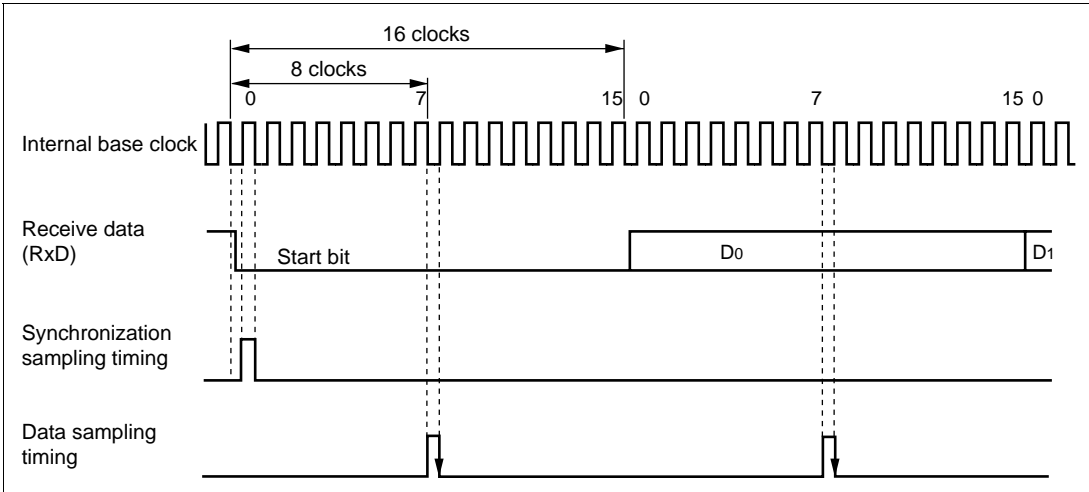 16 clocks
8 clocks
0 7 15 0 7 15 0
Internal base clock
Receive data
(RxD)
Start bit
D0
D1
Synchronization
sampling timing
Data sampling
timing